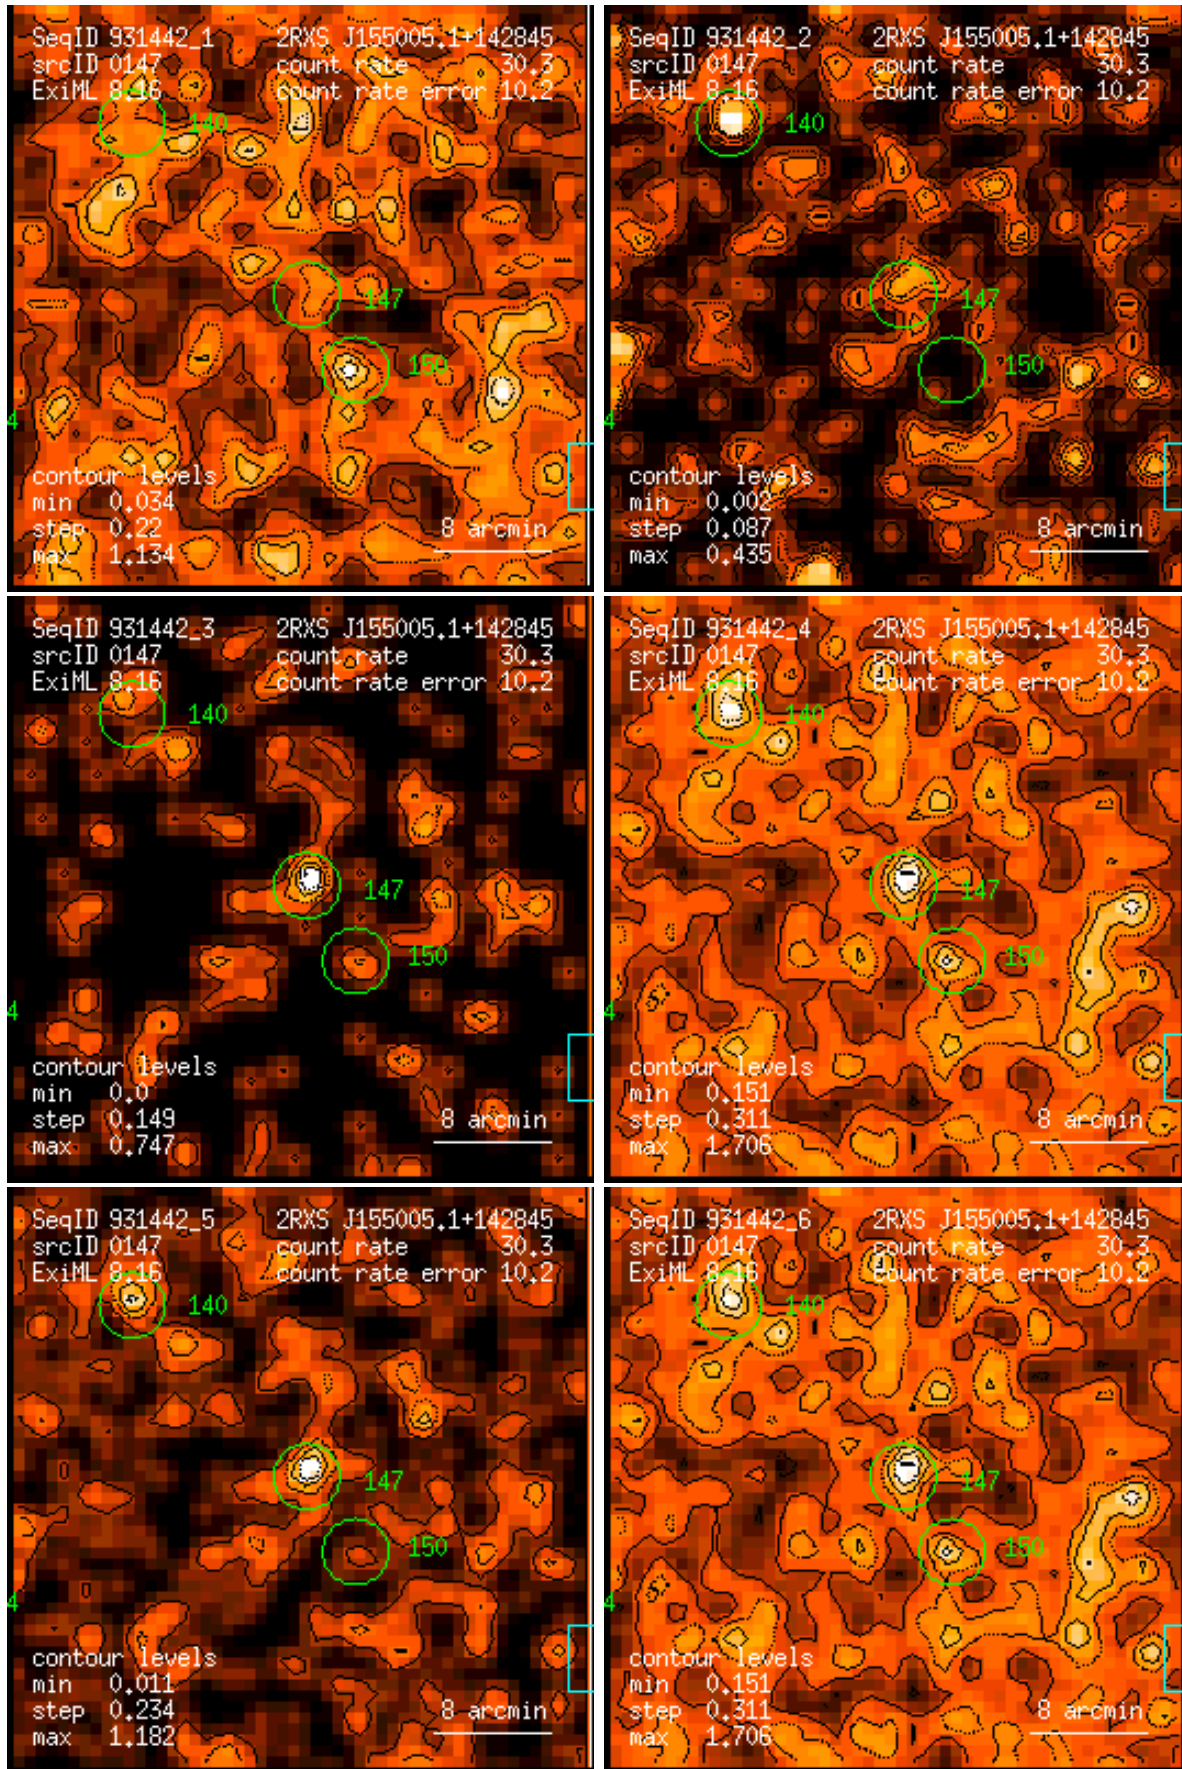 SeqID 931442_1 2RXS J155005.1+142845
srcID 0147 count rate 30.3
ExiML 8.16 count rate error 10.2
140
147
150
4
contour levels
min 0.034
step 0.22 8 arcmin
max 1.134
SeqID 931442_2 2RXS J155005.1+142845
srcID 0147 count rate 30.3
ExiML 8.16 count rate error 10.2
140
147
150
4
contour levels
min 0.002
step 0.087 8 arcmin
max 0.435
SeqID 931442_3 2RXS J155005.1+142845
srcID 0147 count rate 30.3
ExiML 8.16 count rate error 10.2
140
147
150
4
contour levels
min 0.0
step 0.149 8 arcmin
max 0.747
SeqID 931442_4 2RXS J155005.1+142845
srcID 0147 count rate 30.3
ExiML 8.16 count rate error 10.2
140
147
150
4
contour levels
min 0.151
step 0.311 8 arcmin
max 1.706
SeqID 931442_5 2RXS J155005.1+142845
srcID 0147 count rate 30.3
ExiML 8.16 count rate error 10.2
140
147
150
4
contour levels
min 0.011
step 0.234 8 arcmin
max 1.182
SeqID 931442_6 2RXS J155005.1+142845
srcID 0147 count rate 30.3
ExiML 8.16 count rate error 10.2
140
147
150
4
contour levels
min 0.151
step 0.311 8 arcmin
max 1.706